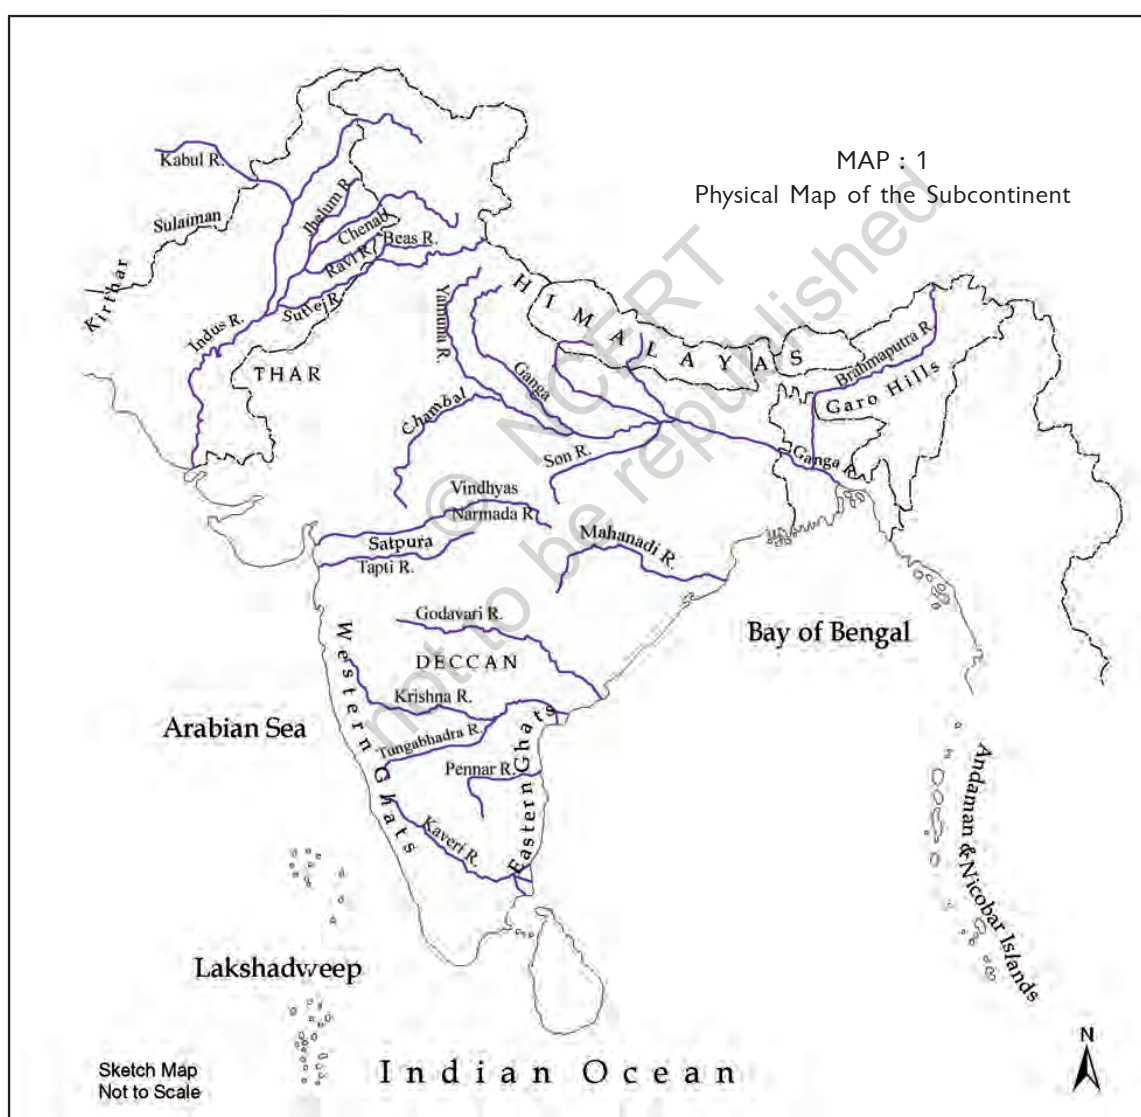 MAP : 1
Physical Map of the Subcontinent
Kabul R.
Sulaiman
Kirthar
Jhelum R.
Chenab
Beas R.
Ravi R.
Sutlej R.
Indus R.
THAR
HIMALAYAS
Yamuna R.
Ganga
Chambal
Brahmaputra R.
Garo Hills
Ganga R.
Son R.
Vindhyas
Narmada R.
Satpura
Tapti R.
Mahanadi R.
Godavari R.
DECCAN
Bay of Bengal
Western Ghats
Krishna R.
Arabian Sea
Tungabhadra R.
Pennar R.
Eastern Ghats
Kaveri R.
Andaman & Nicobar Islands
Lakshadweep
Indian Ocean
Sketch Map
Not to Scale
N
© NCERT
not to be republished